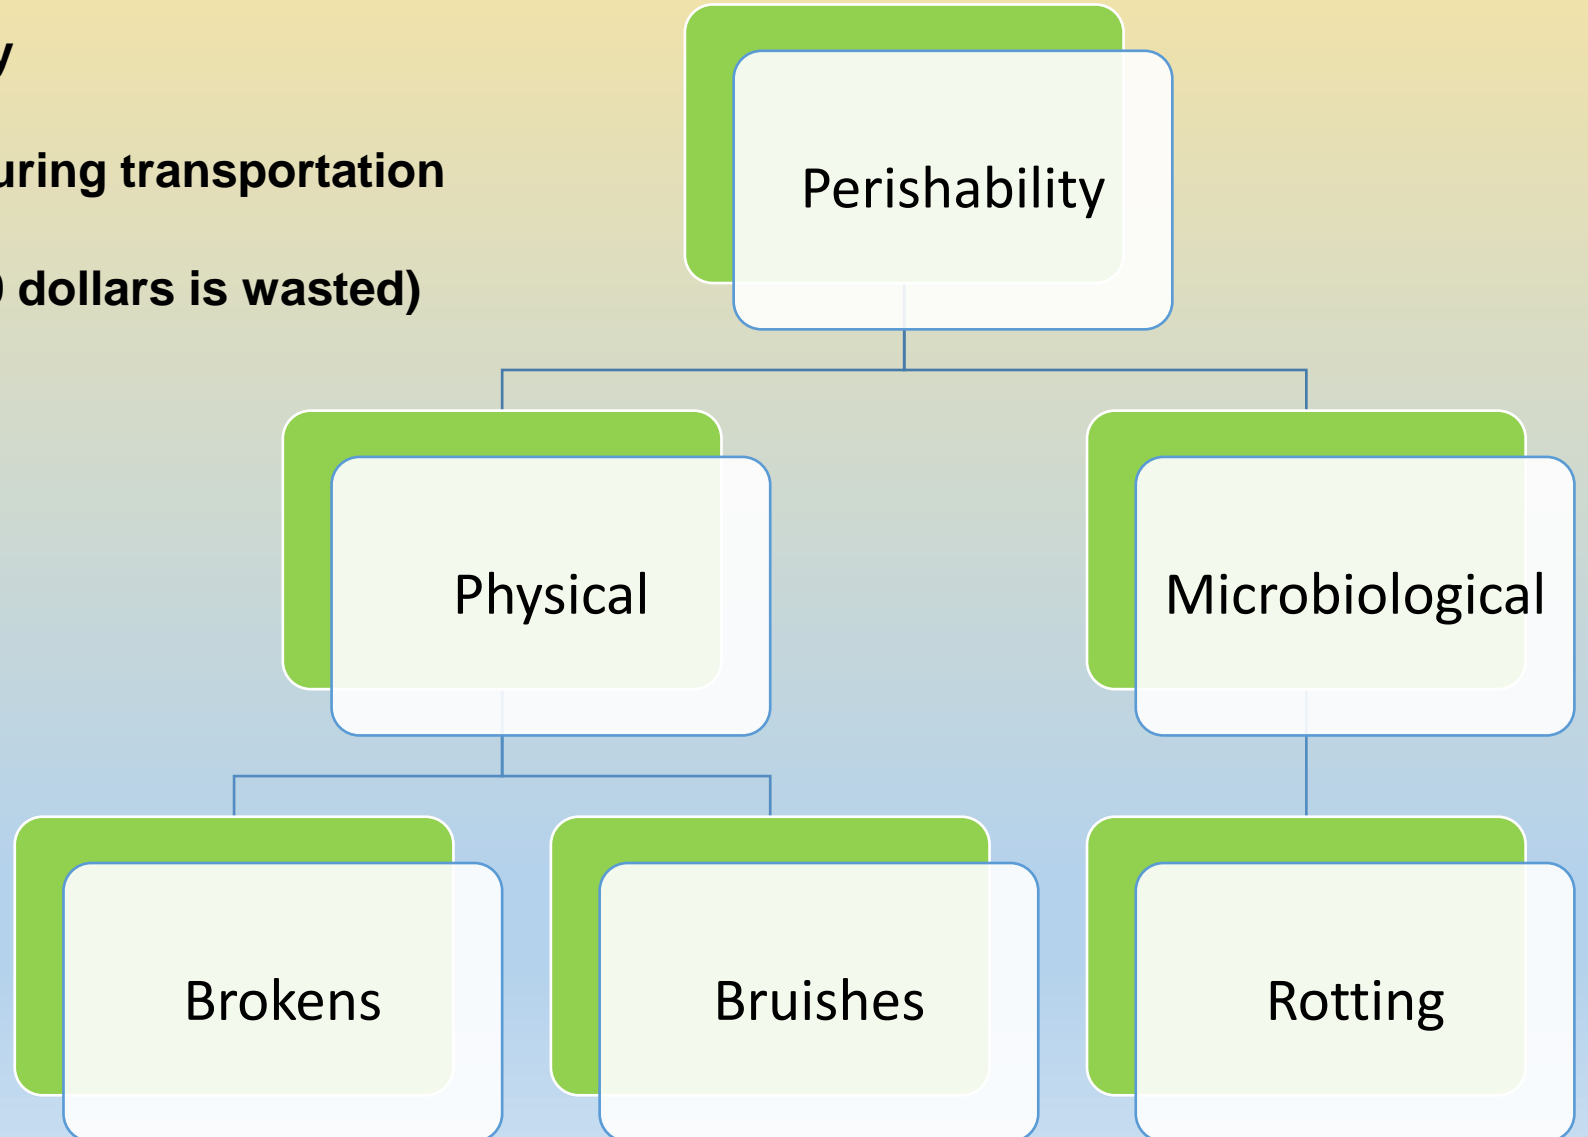 y
uring transportation
dollars is wasted)
Perishability
Physical
Microbiological
Brokens
Bruishes
Rotting